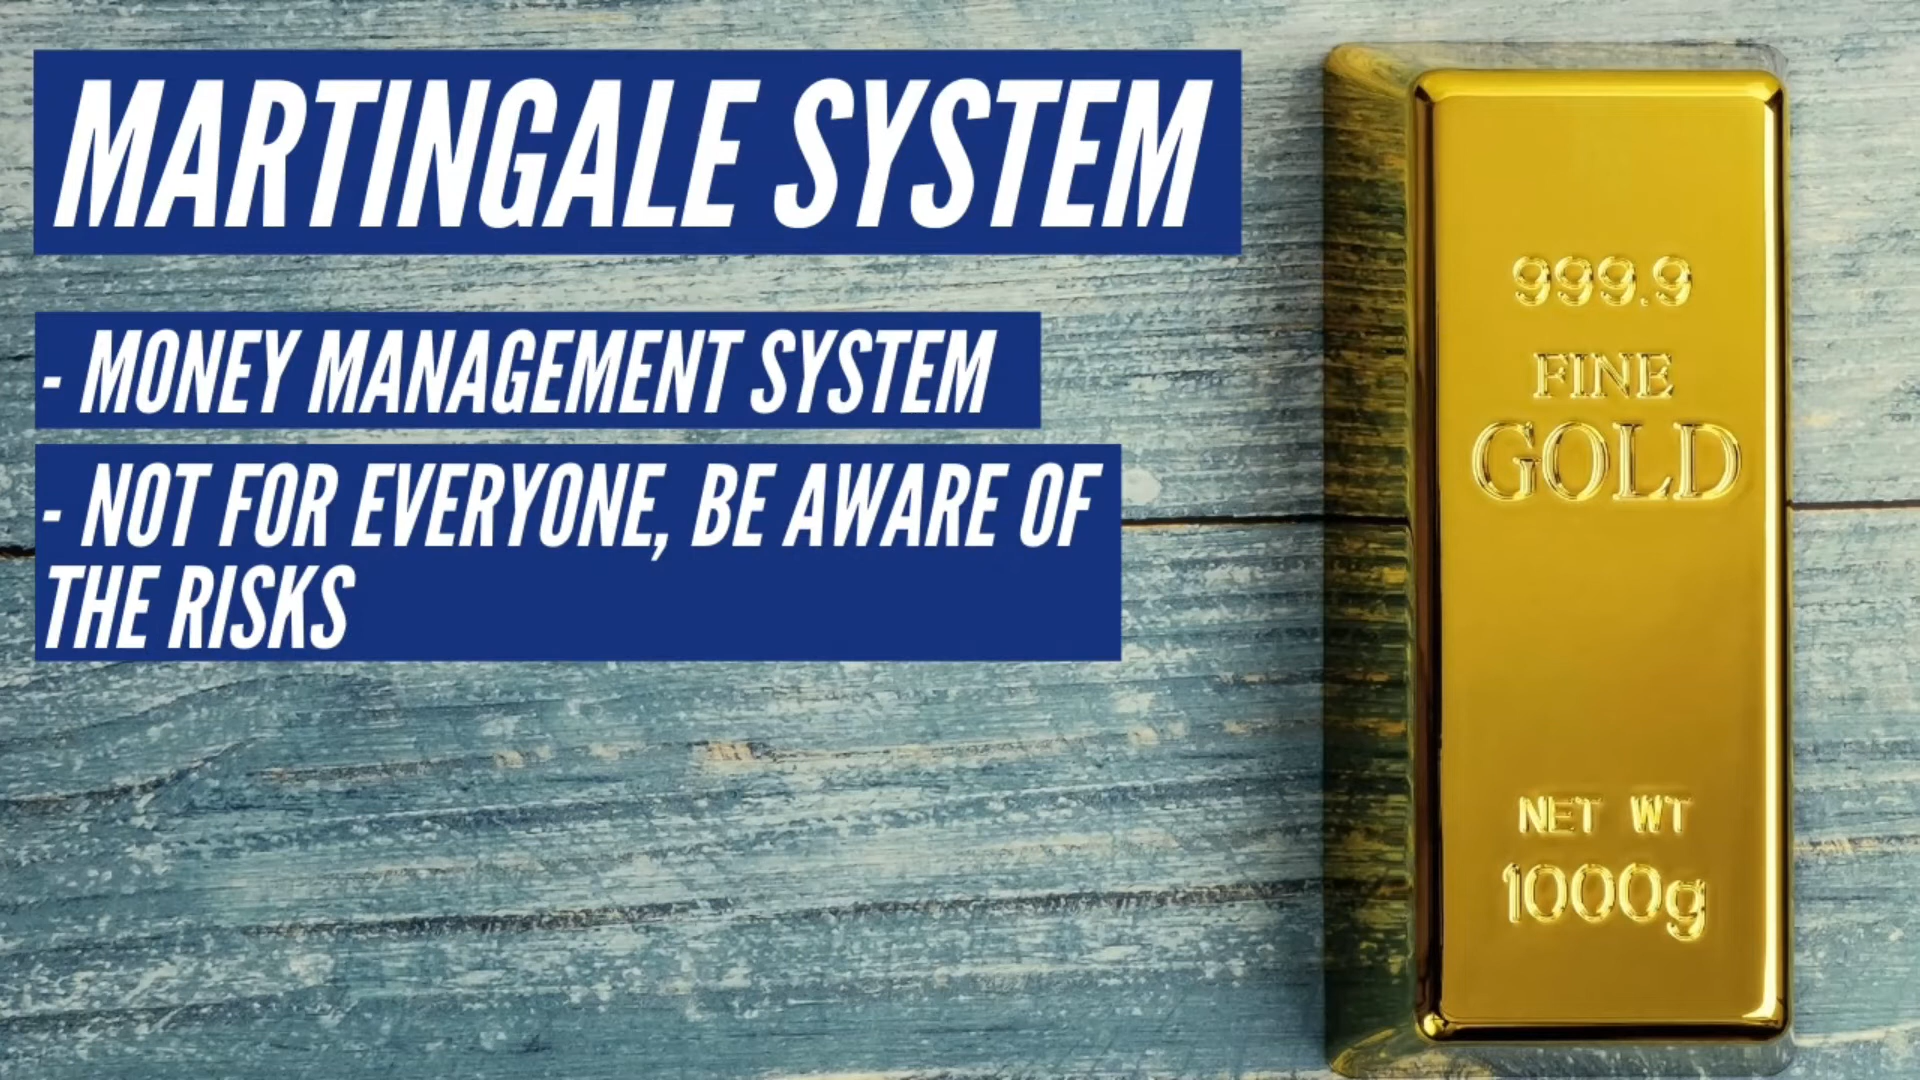 MARTINGALE SYSTEM
- MONEY MANAGEMENT SYSTEM
- NOT FOR EVERYONE, BE AWARE OF
THE RISKS
999.9
FINE
GOLD
NET WT
1000g